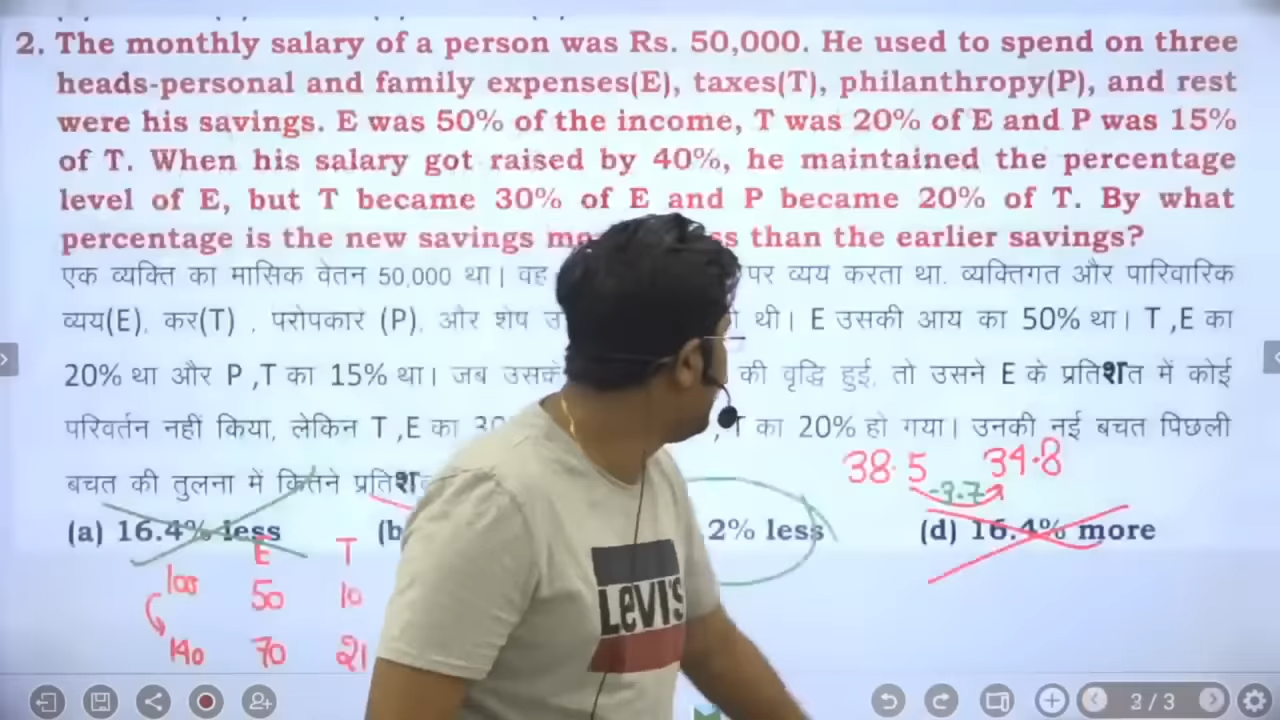 2. The monthly salary of a person was Rs. 50,000. He used to spend on three
heads-personal and family expenses(E), taxes(T), philanthropy(P), and rest
were his savings. E was 50% of the income, T was 20% of E and P was 15%
of T. When his salary got raised by 40%, he maintained the percentage
level of E, but T became 30% of E and P became 20% of T. By what
percentage is the new savings than the earlier savings?
एक व्यक्ति का मासिक वेतन 50,000 था। वह पर व्यय करता था. व्यक्तिगत और पारिवारिक
व्यय(E), कर(T) , परोपकार (P), और शेष थी। E उसकी आय का 50% था। T ,E का
20% था और P ,T का 15% था। जब की वृद्धि हुई, तो उसने E के प्रतिशत में कोई
परिवर्तन नहीं किया, लेकिन T ,E का T का 20% हो गया। उनकी नई बचत पिछली
38.5 34.8
बचत की तुलना में कितने
-3.7
(a) 16.4% less (b 2% less (d) 16.4% more
E T
100 50 10
140 70 21
LEVI'S
3/3